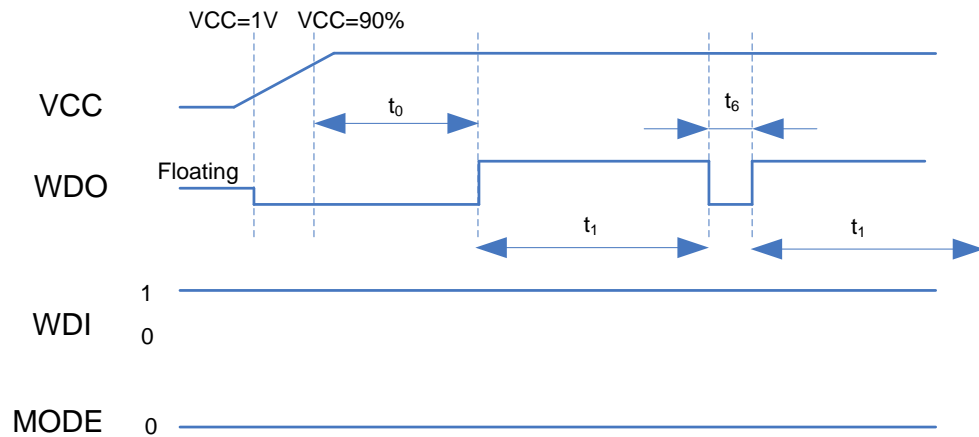 VCC=1V VCC=90%
VCC
t0
t6
Floating
WDO
t1
t1
1
WDI
0
MODE
0